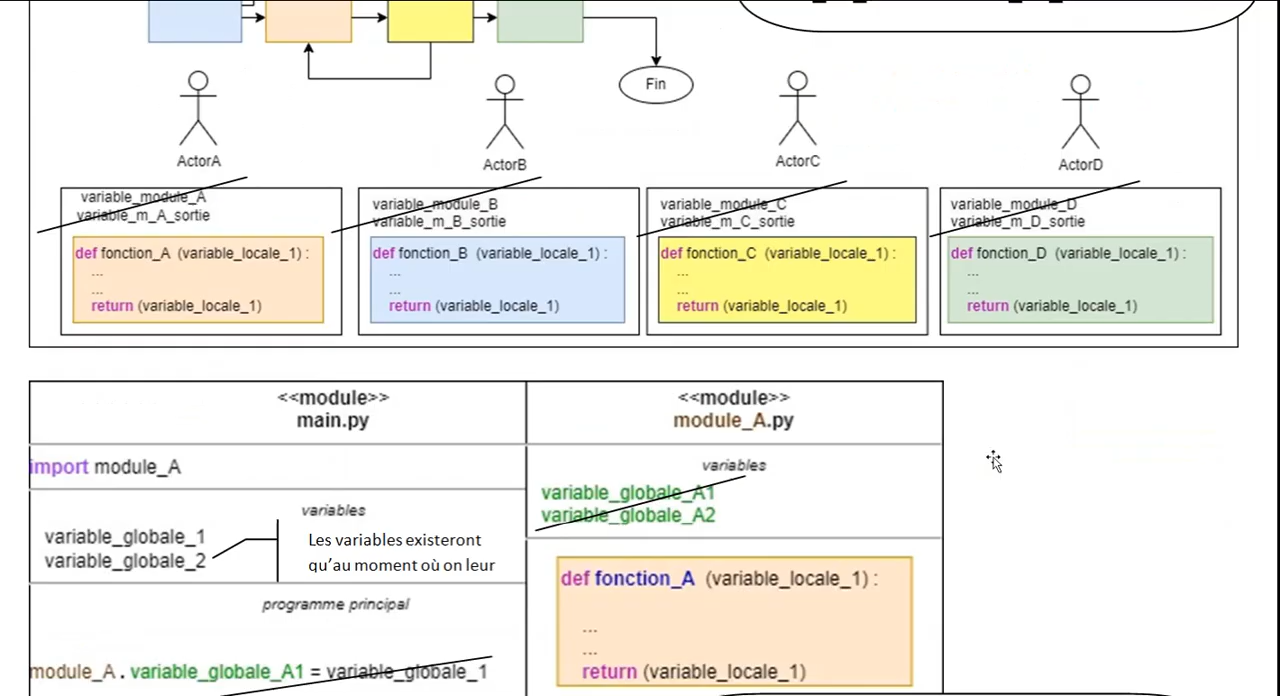 Fin
ActorA
ActorB
ActorC
ActorD
variable_module_A
variable_m_A_sortie
def fonction_A (variable_locale_1) :
...
...
return (variable_locale_1)
variable_module_B
variable_m_B_sortie
def fonction_B (variable_locale_1) :
...
...
return (variable_locale_1)
variable_module_C
variable_m_C_sortie
def fonction_C (variable_locale_1) :
...
...
return (variable_locale_1)
variable_module_D
variable_m_D_sortie
def fonction_D (variable_locale_1) :
...
...
return (variable_locale_1)
<<module>>
main.py
import module_A
variables
variable_globale_1
variable_globale_2
Les variables existeront
qu'au moment où on leur
programme principal
module_A . variable_globale_A1 = variable_globale_1
<<module>>
module_A.py
variables
variable_globale_A1
variable_globale_A2
def fonction_A (variable_locale_1) :
...
...
return (variable_locale_1)